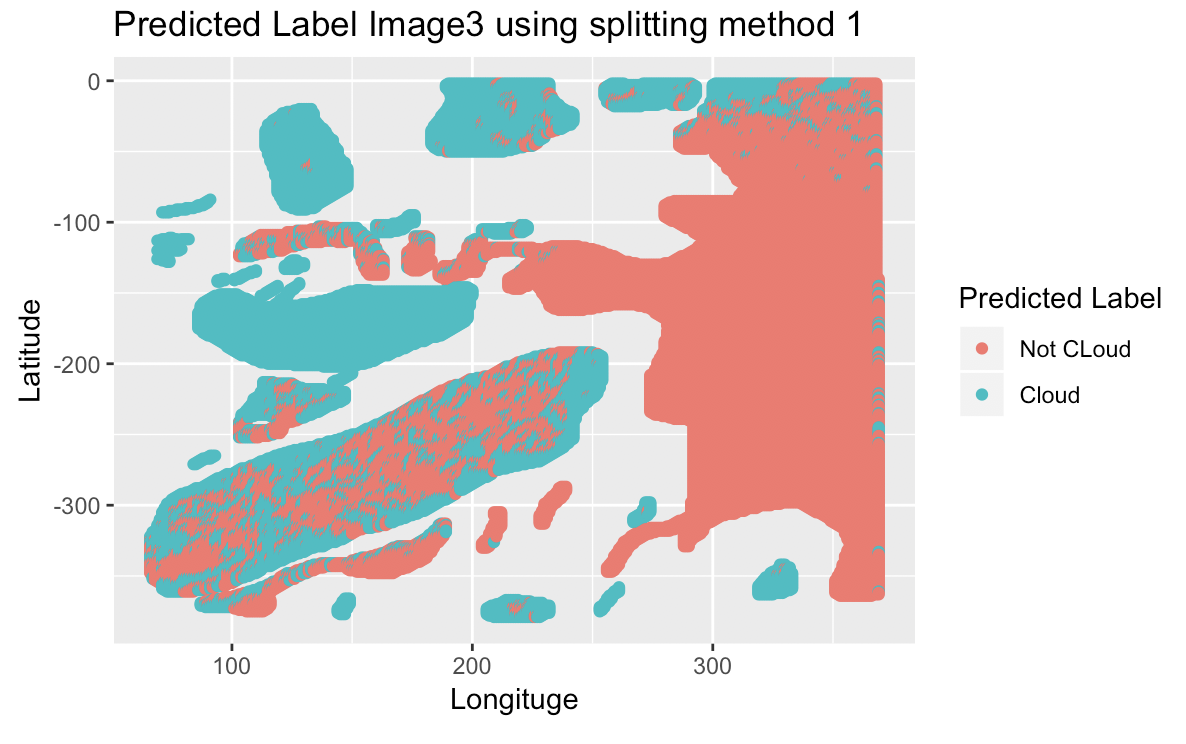 Predicted Label Image3 using splitting method 1
0
-100
-200
-300
Latitude
100
200
300
Longituge
Predicted Label
Not CLoud
Cloud